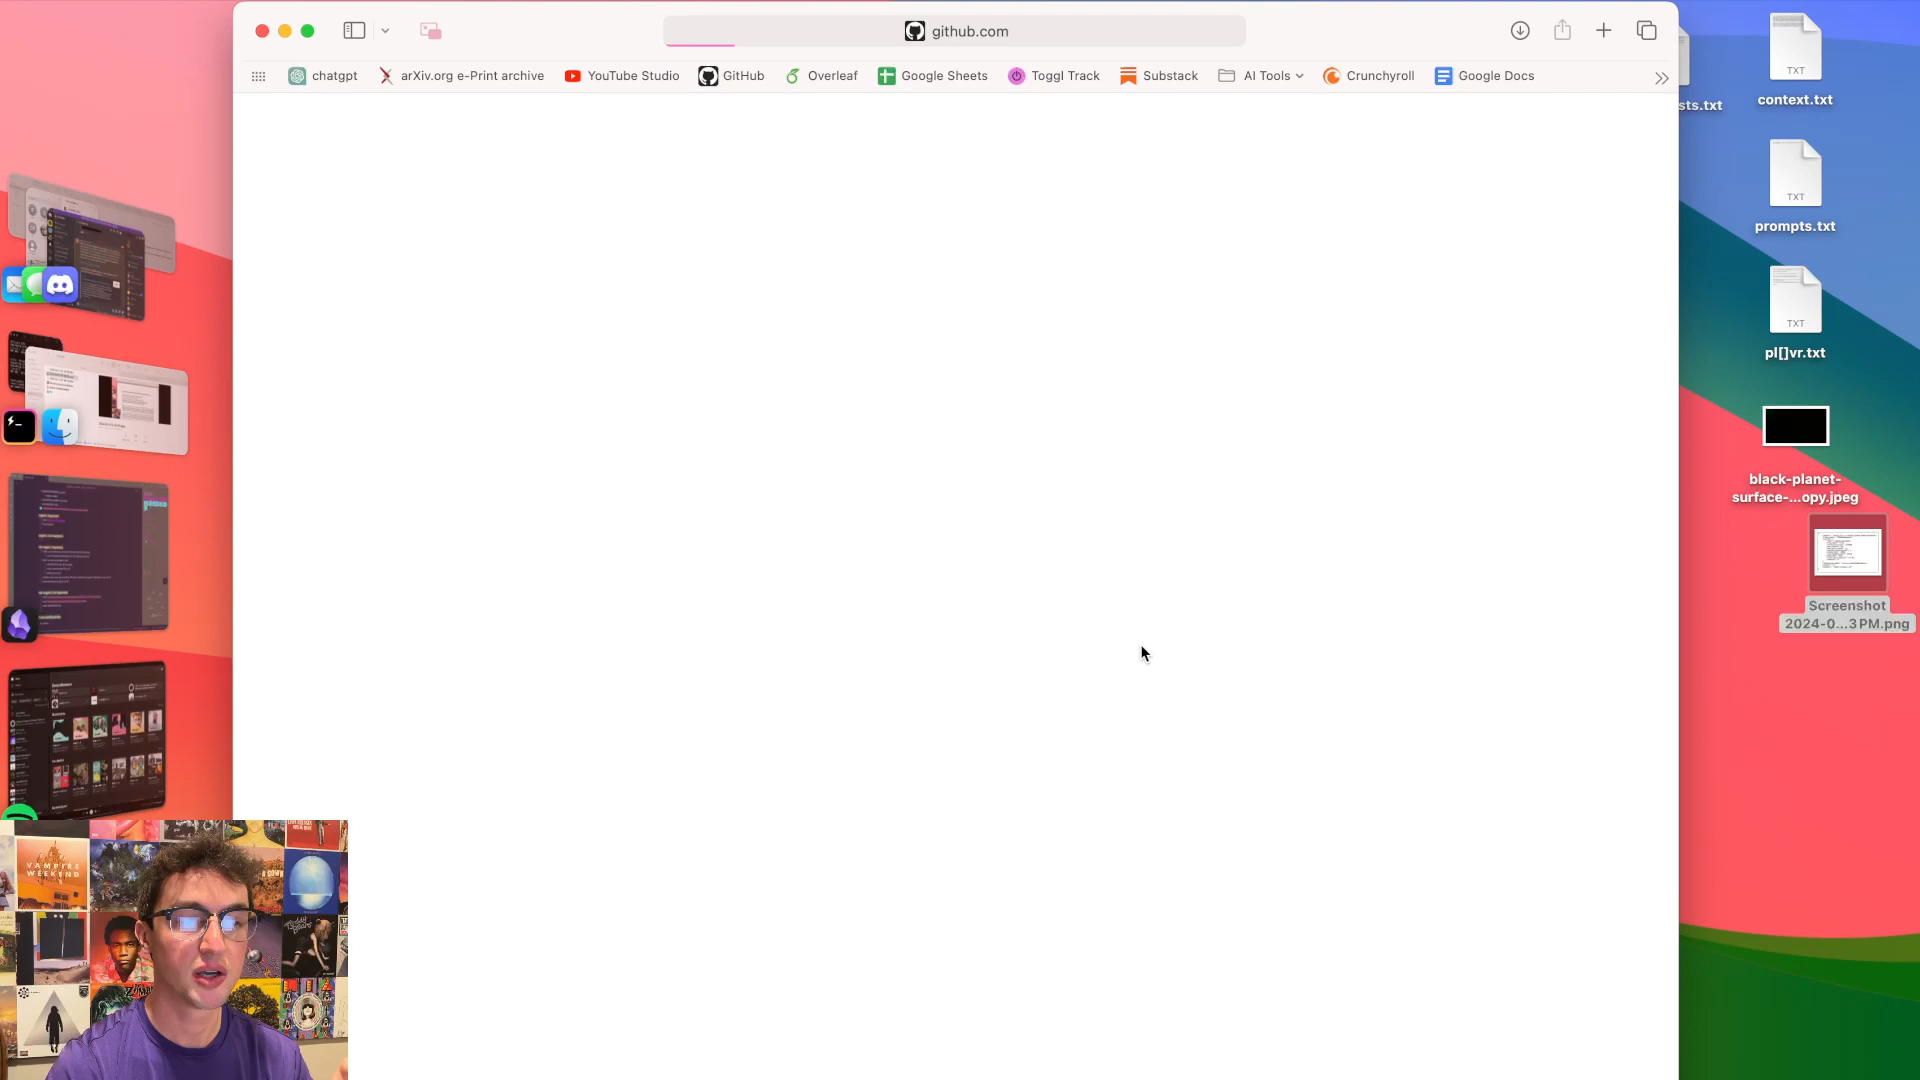 github.com
chatgpt
arXiv.org e-Print archive
YouTube Studio
GitHub
Overleaf
Google Sheets
Toggl Track
Substack
AI Tools
Crunchyroll
Google Docs
sts.txt
TXT
context.txt
TXT
prompts.txt
TXT
pl[]vr.txt
black-planet-
surface-...opy.jpeg
Screenshot
2024-0...3 PM.png
VAMPIRE
WEEKEND